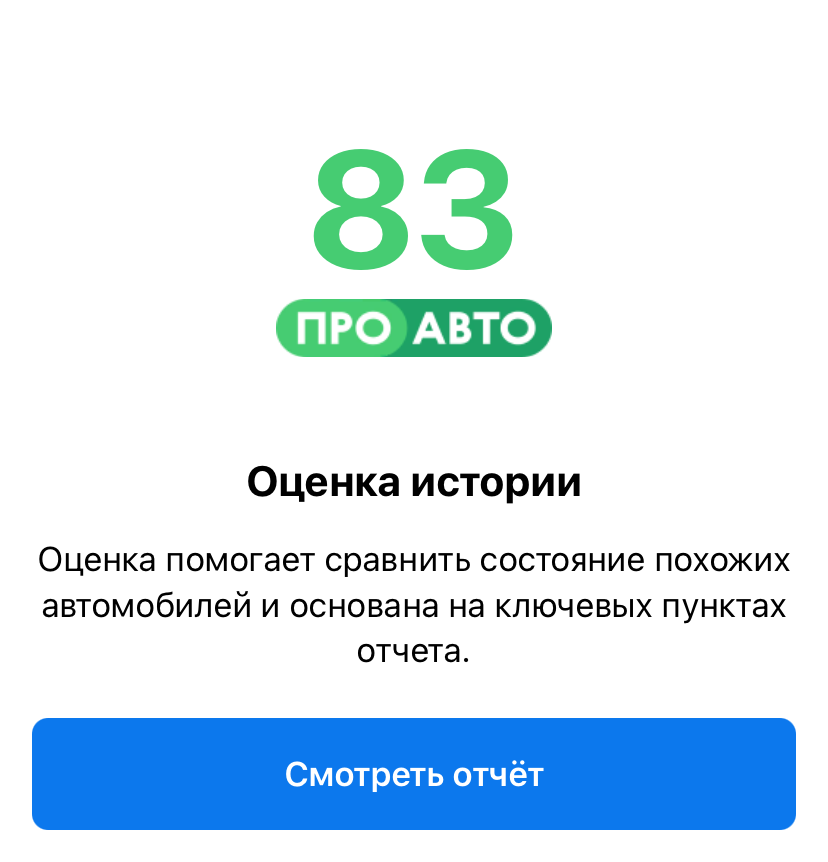 83
ПРО АВТО
Оценка истории
Оценка помогает сравнить состояние похожих
автомобилей и основана на ключевых пунктах
отчета.
Смотреть отчёт